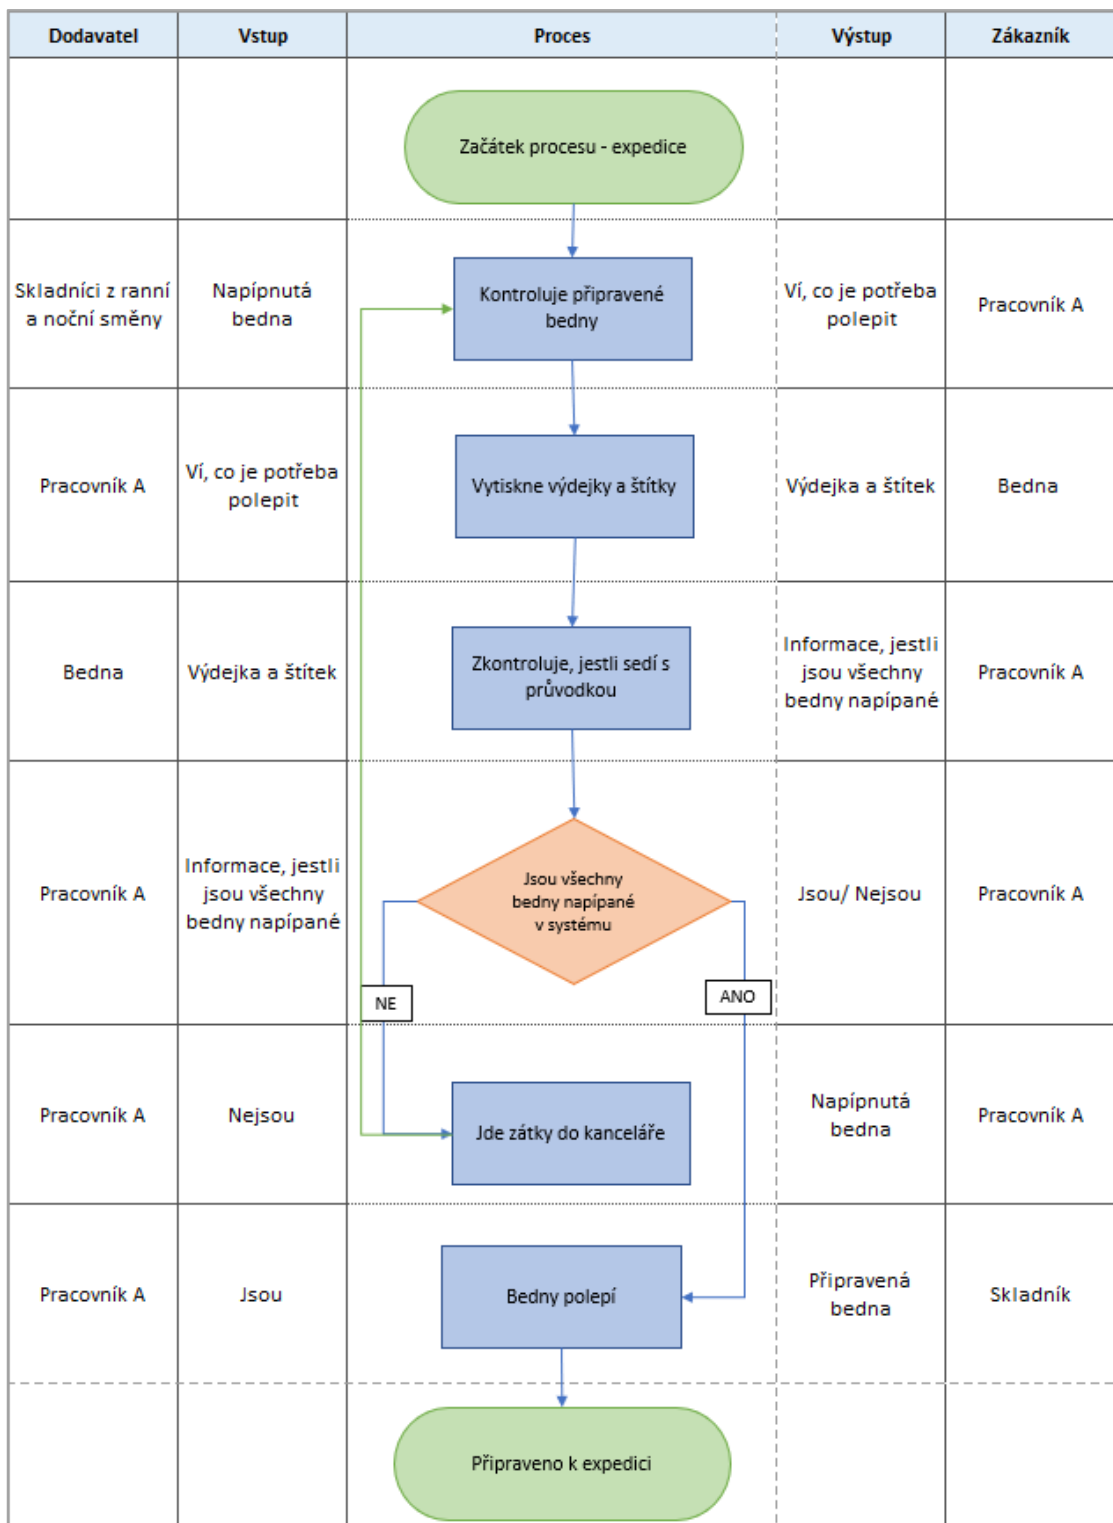 Dodavatel
Vstup
Proces
Výstup
Zákazník
Začátek procesu - expedice
Skladníci z ranní
a noční směny
Napípnutá
bedna
Kontroluje připravené
bedny
Ví, co je potřeba
polepit
Pracovník A
Pracovník A
Ví, co je potřeba
polepit
Vytiskne výdejky a štítky
Výdejka a štítek
Bedna
Bedna
Výdejka a štítek
Zkontroluje, jestli sedí s
průvodkou
Informace, jestli
jsou všechny
bedny napípané
Pracovník A
Pracovník A
Informace, jestli
jsou všechny
bedny napípané
Jsou všechny
bedny napípané
v systému
Jsou/ Nejsou
Pracovník A
NE
ANO
Pracovník A
Nejsou
Jde zátky do kanceláře
Napípnutá
bedna
Pracovník A
Pracovník A
Jsou
Bedny polepí
Připravená
bedna
Skladník
Připraveno k expedici